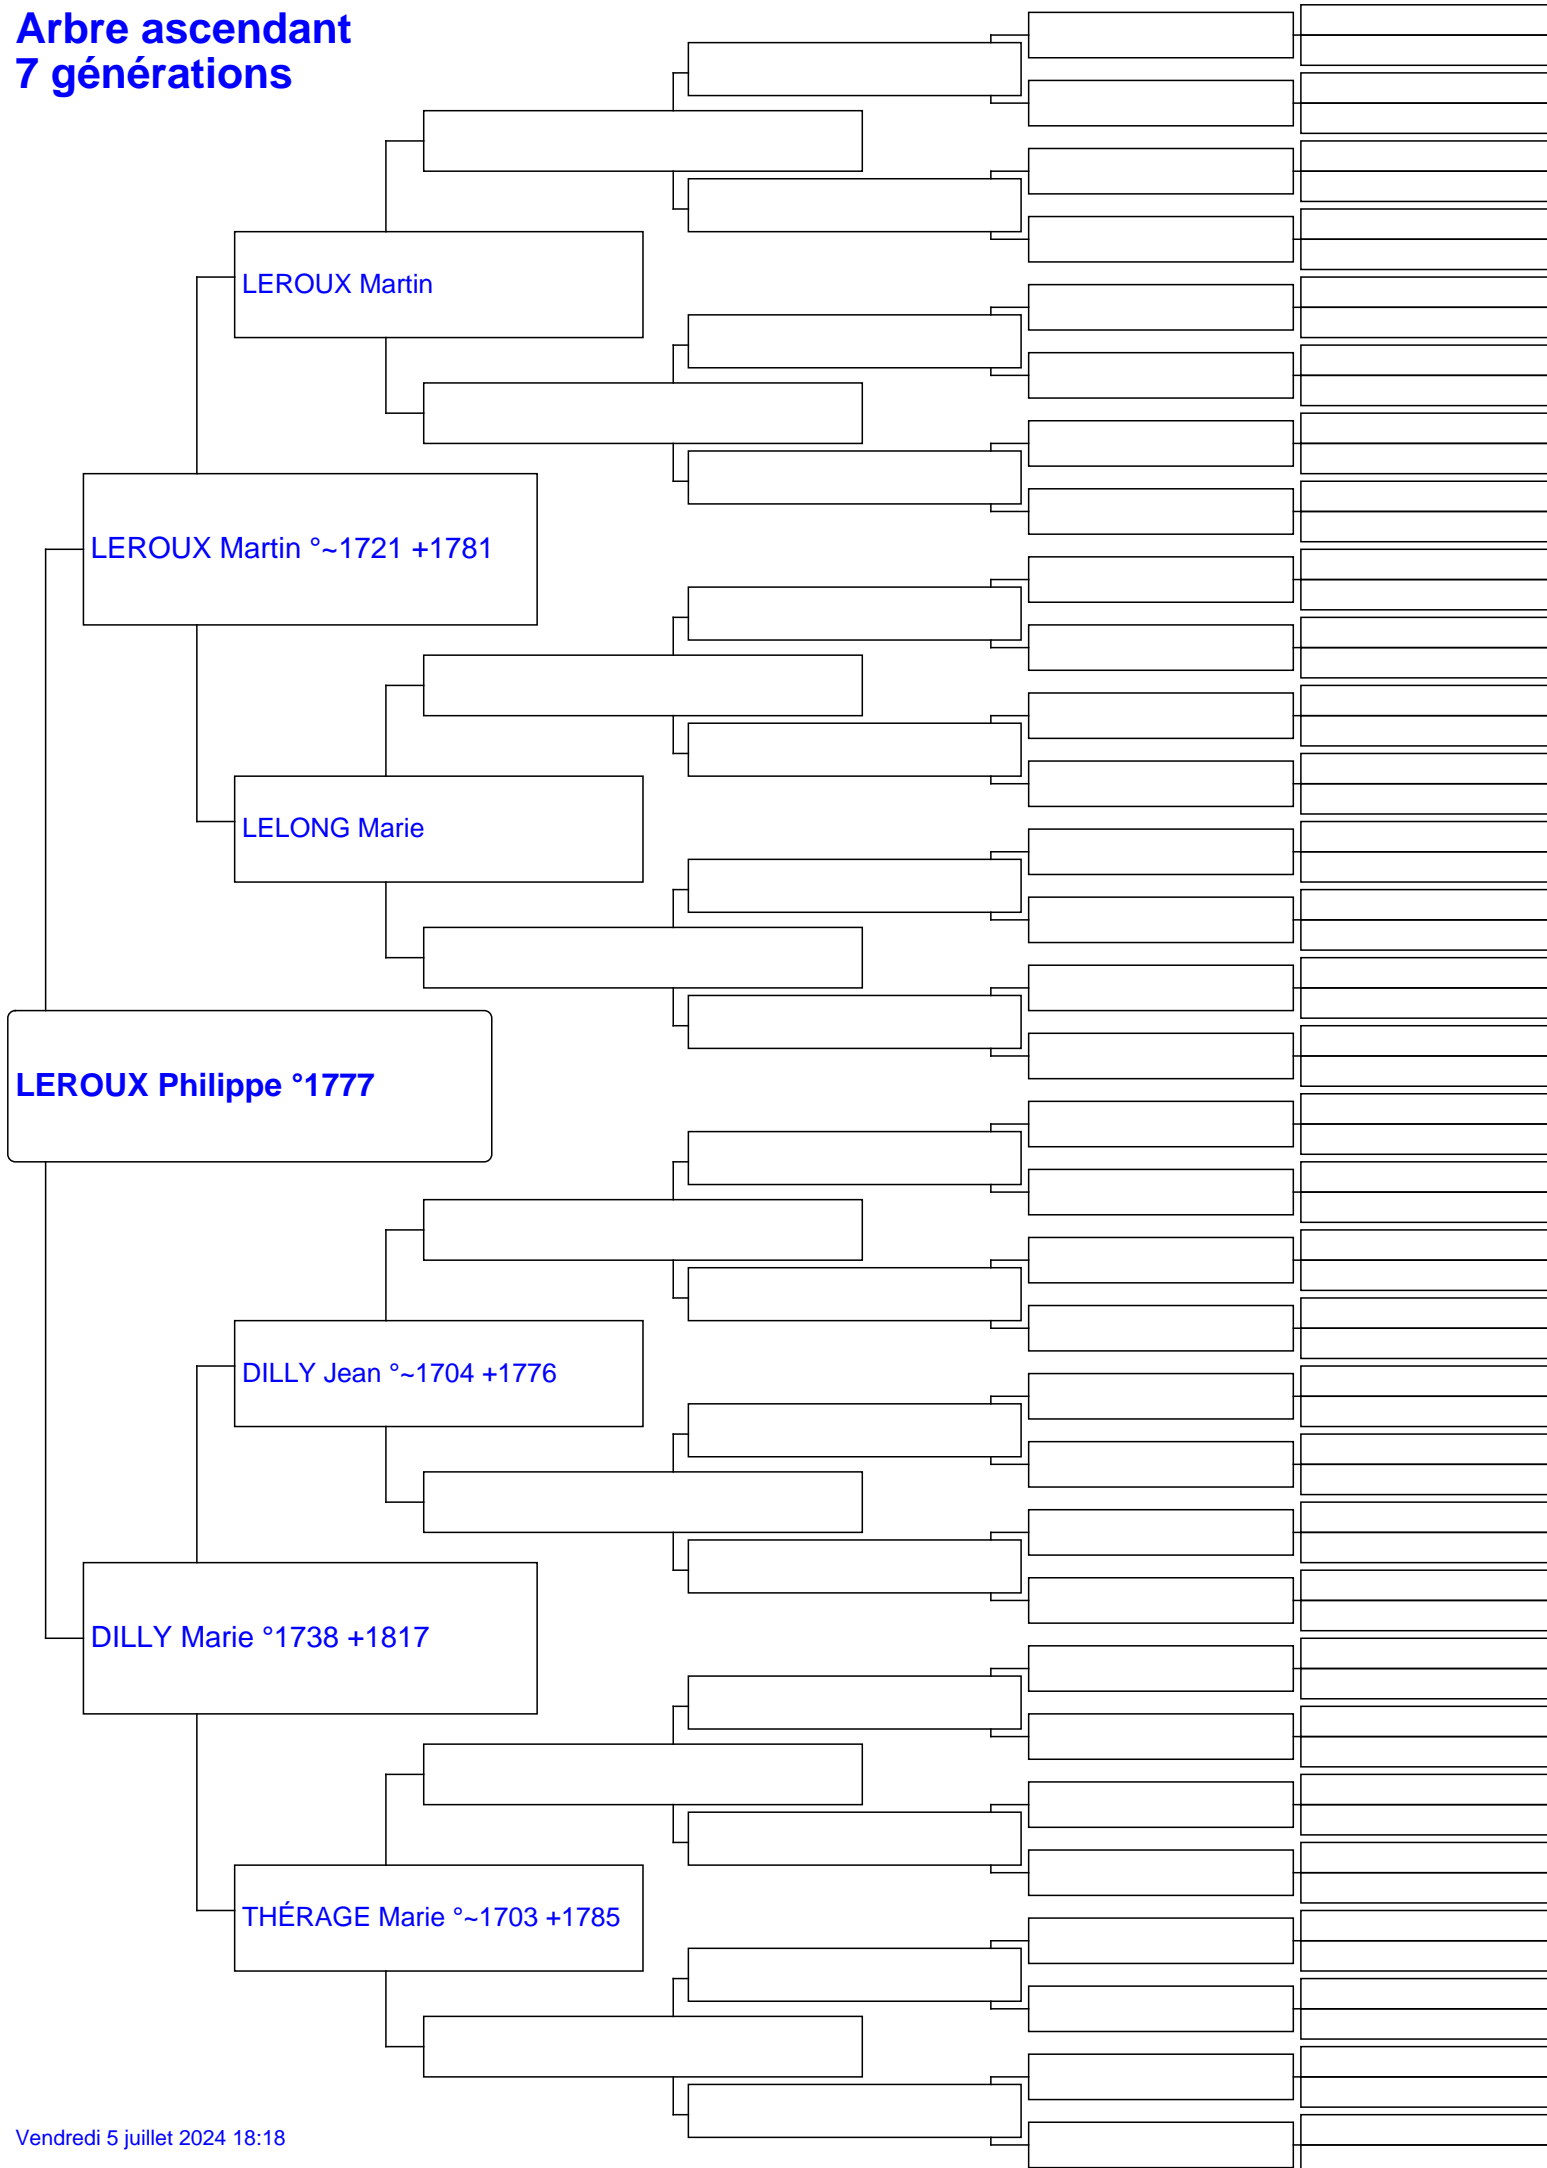 Arbre ascendant
7 générations
LEROUX Martin
LEROUX Martin °~1721 +1781
LELONG Marie
LEROUX Philippe °1777
DILLY Jean °~1704 +1776
DILLY Marie °1738 +1817
THÉRAGE Marie °~1703 +1785
Vendredi 5 juillet 2024 18:18